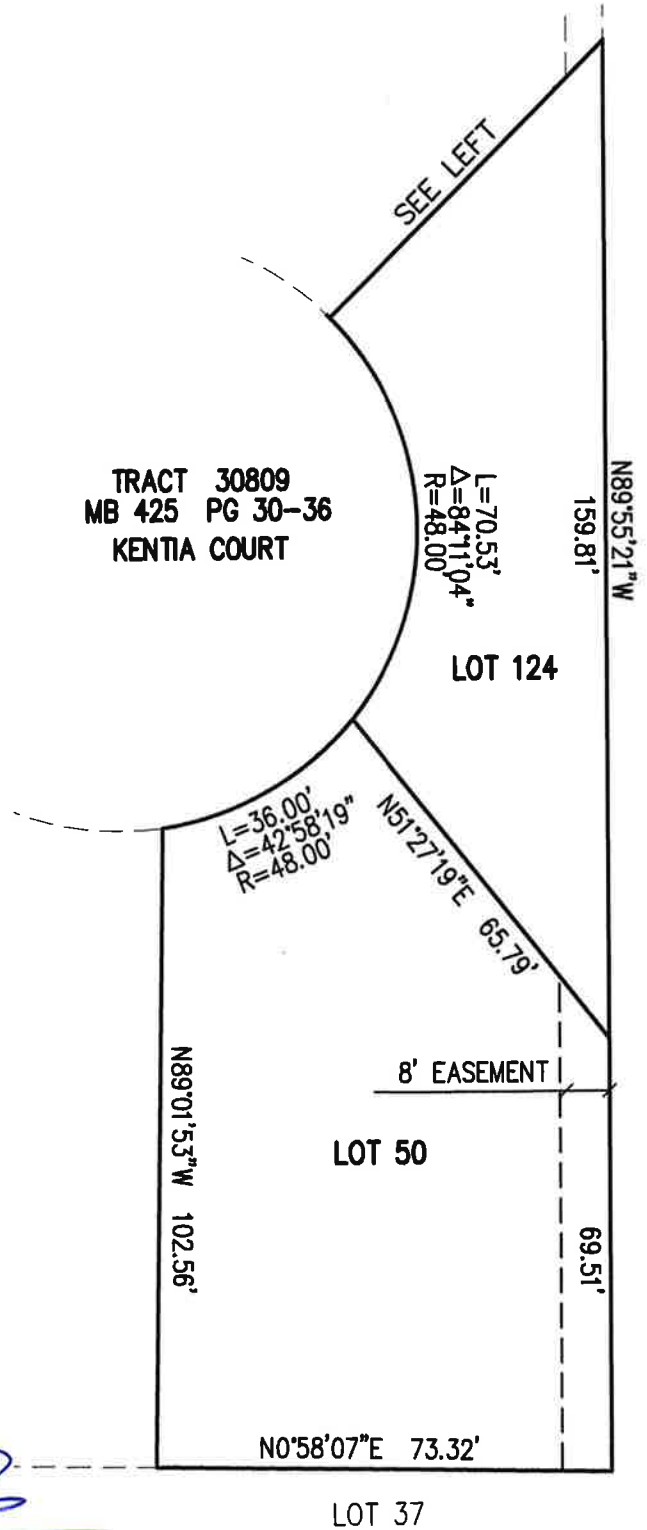 SEE LEFT
N89°55'21"W
159.81'
TRACT 30809
MB 425 PG 30-36
KENTIA COURT
L=70.53'
Δ=84°11'04"
R=48.00'
LOT 124
L=36.00'
Δ=42°58'19"
R=48.00'
N51°27'19"E 65.79'
8' EASEMENT
N89°01'53"W 102.56'
LOT 50
69.51'
N0°58'07"E 73.32'
LOT 37